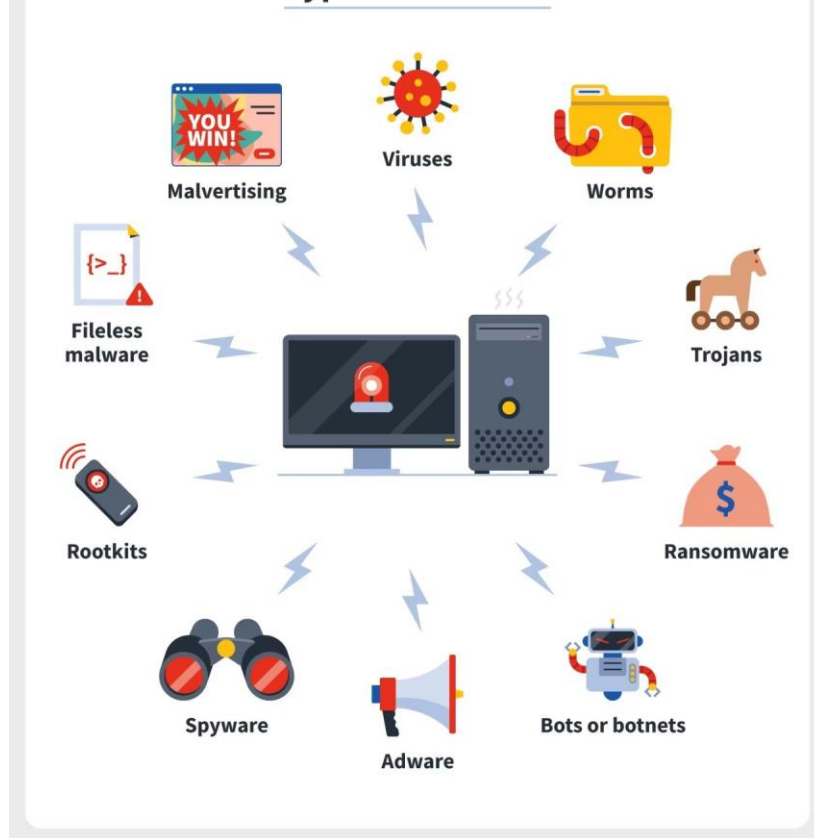 Viruses
YOU
WIN!
Malvertising
Worms
{>_}
!
Fileless
malware
Trojans
Rootkits
$
Ransomware
Spyware
Bots or botnets
Adware